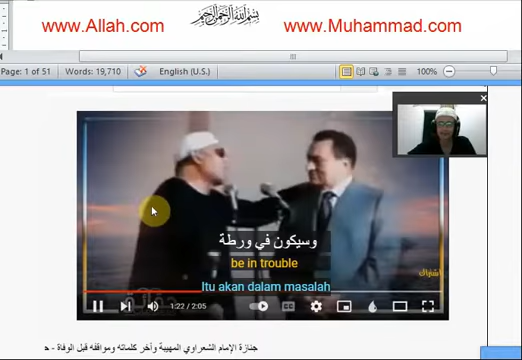 www.Allah.com
بسم الله الرحمن الرحيم
www.Muhammad.com
Page: 1 of 51
Words: 19,710
English (U.S.)
100%
وسيكون في ورطة
be in trouble
Itu akan dalam masalah
اشتراك
1:22 / 2:05
جنازة الإمام الشعراوي المهيبة وآخر كلماته ومواقفه قبل الوفاة - ح